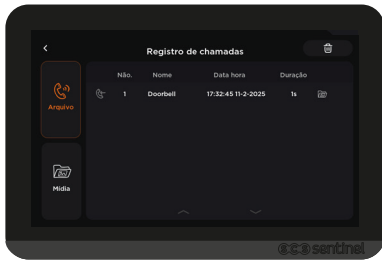 Registro de chamadas
Não. Nome Data hora Duração
1 Doorbell 17:32:45 11-2-2025 1s
Arquivo
Mídia
eco sentinel